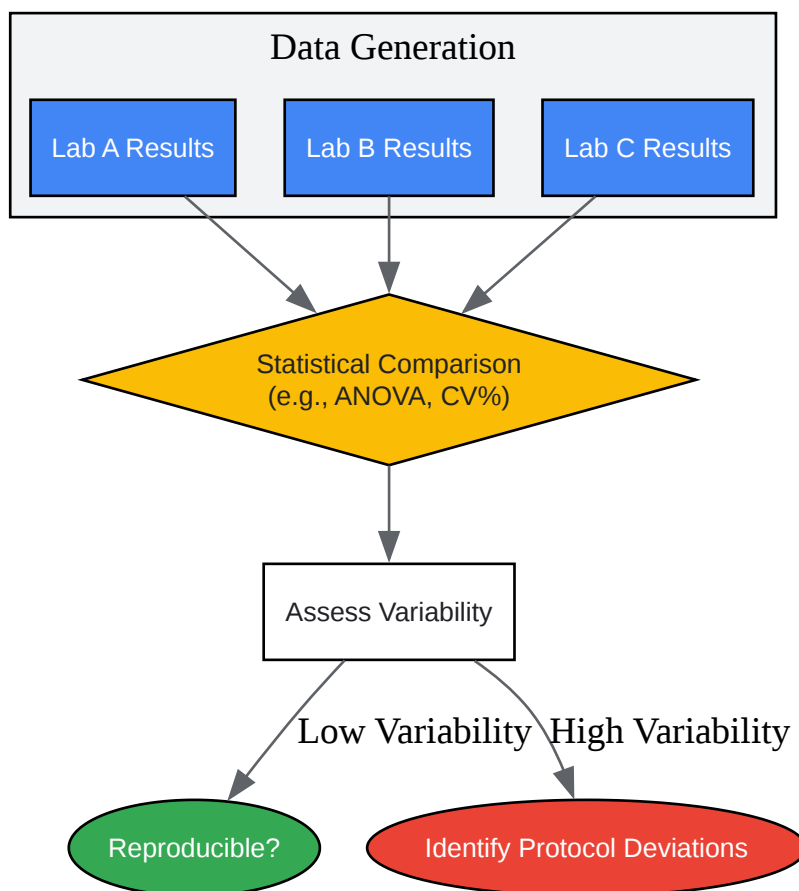 Data Generation
Lab A Results
Lab B Results
Lab C Results
Statistical Comparison
(e.g., ANOVA, CV%)
Assess Variability
Low Variability
High Variability
Reproducible?
Identify Protocol Deviations